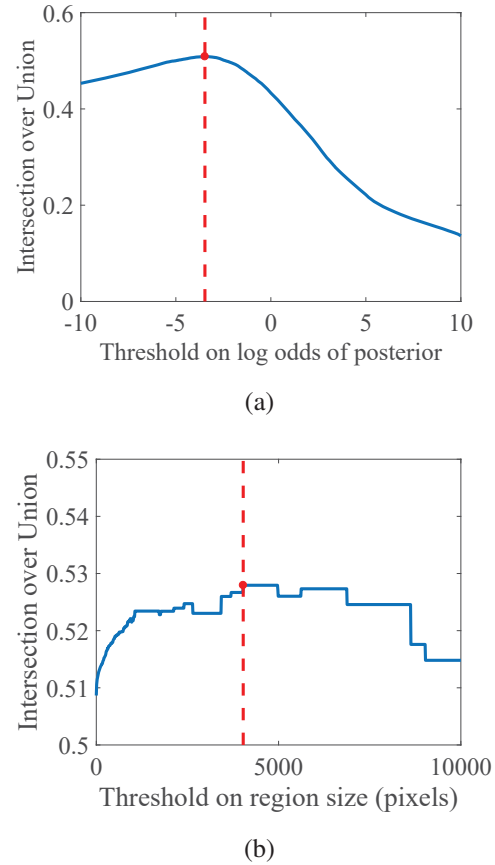 0.6
0.4
0.2
0
-10 -5 0 5 10
Intersection over Union
Threshold on log odds of posterior
(a)
0.55
0.54
0.53
0.52
0.51
0.5
0 5000 10000
Intersection over Union
Threshold on region size (pixels)
(b)